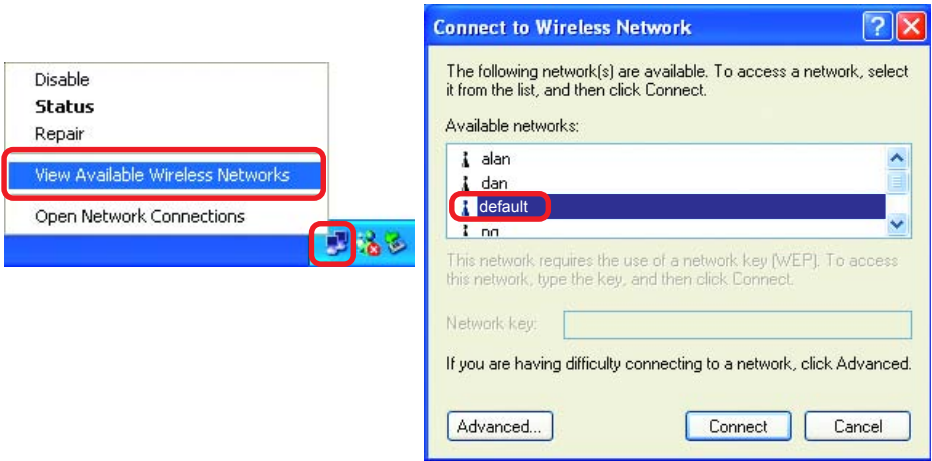 Disable
Status
Repair
View Available Wireless Networks
Open Network Connections
Connect to Wireless Network
The following network(s) are available. To access a network, select
it from the list, and then click Connect.
Available networks:
alan
dan
default
This network requires the use of a network key (WEP). To access
this network, type the key, and then click Connect.
Network key:
If you are having difficulty connecting to a network, click Advanced.
Advanced...
Connect
Cancel